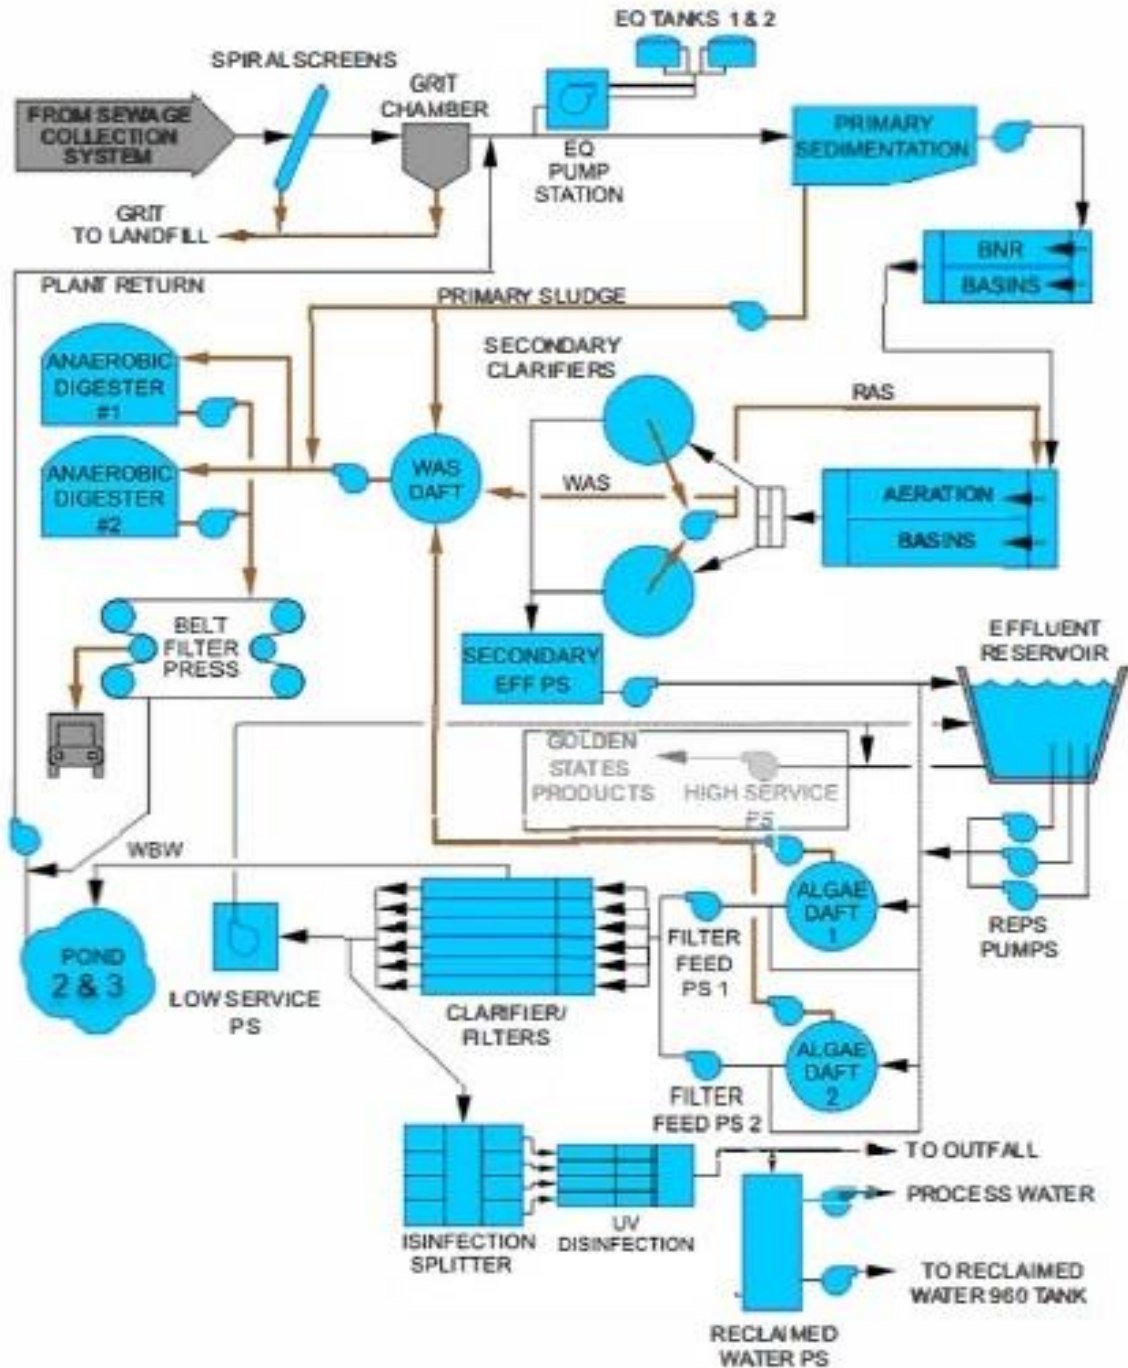 EQ TANKS 1 & 2
SPIRAL SCREENS
GRIT
CHAMBER
FROM SEWAGE
COLLECTION
SYSTEM
PRIMARY
SEDIMENTATION
EQ
PUMP
STATION
GRIT
TO LANDFILL
BNR
BASINS
PLANT RETURN
PRIMARY SLUDGE
SECONDARY
CLARIFIERS
ANAEROBIC
DIGESTER
#1
RAS
ANAEROBIC
DIGESTER
#2
WAS
DAFT
WAS
AERATION
BASINS
BELT
FILTER
PRESS
SECONDARY
EFF PS
EFFLUENT
RESERVOIR
GOLDEN
STATES
PRODUCTS
HIGH SERVICE
PS
WBW
ALGAE
DAFT
1
REPS
PUMPS
FILTER
FEED
PS 1
POND
2 & 3
LOW SERVICE
PS
CLARIFIER/
FILTERS
ALGAE
DAFT
2
FILTER
FEED PS 2
TO OUTFALL
PROCESS WATER
ISINFECTION
SPLITTER
UV
DISINFECTION
TO RECLAIMED
WATER 960 TANK
RECLAIMED
WATER PS